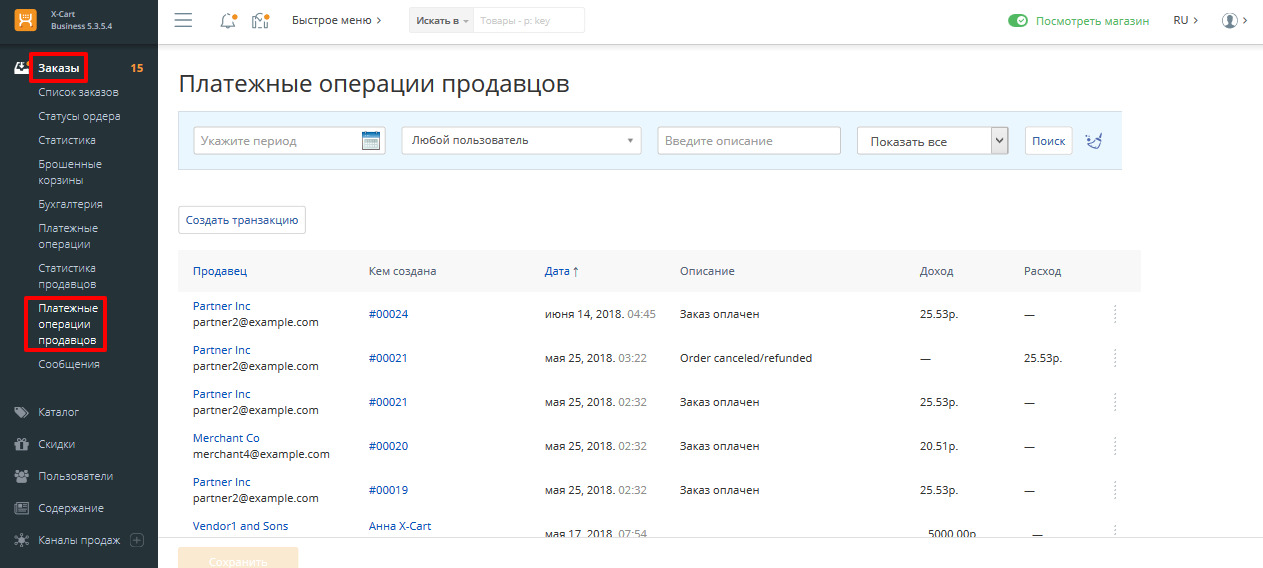 X-Cart
Business 5.3.5.4
Быстрое меню
Искать в
Товары - p: key
Посмотреть магазин
RU
Заказы
15
Список заказов
Статусы ордера
Статистика
Брошенные
корзины
Бухгалтерия
Платежные
операции
Статистика
продавцов
Платежные
операции
продавцов
Сообщения
Каталог
Скидки
Пользователи
Содержание
Каналы продаж
Платежные операции продавцов
Укажите период
Любой пользователь
Введите описание
Показать все
Поиск
Создать транзакцию
Продавец Кем создана Дата ↑ Описание Доход Расход
Partner Inc
partner2@example.com
#00024 июня 14, 2018. 04:45 Заказ оплачен 25.53р. —
Partner Inc
partner2@example.com
#00021 мая 25, 2018. 03:22 Order canceled/refunded — 25.53р.
Partner Inc
partner2@example.com
#00021 мая 25, 2018. 02:32 Заказ оплачен 25.53р. —
Merchant Co
merchant4@example.com
#00020 мая 25, 2018. 02:32 Заказ оплачен 20.51р. —
Partner Inc
partner2@example.com
#00019 мая 25, 2018. 02:32 Заказ оплачен 25.53р. —
Vendor1 and Sons Анна X-Cart
мая 17, 2018. 07:54 5000.00р. —
Сохранить